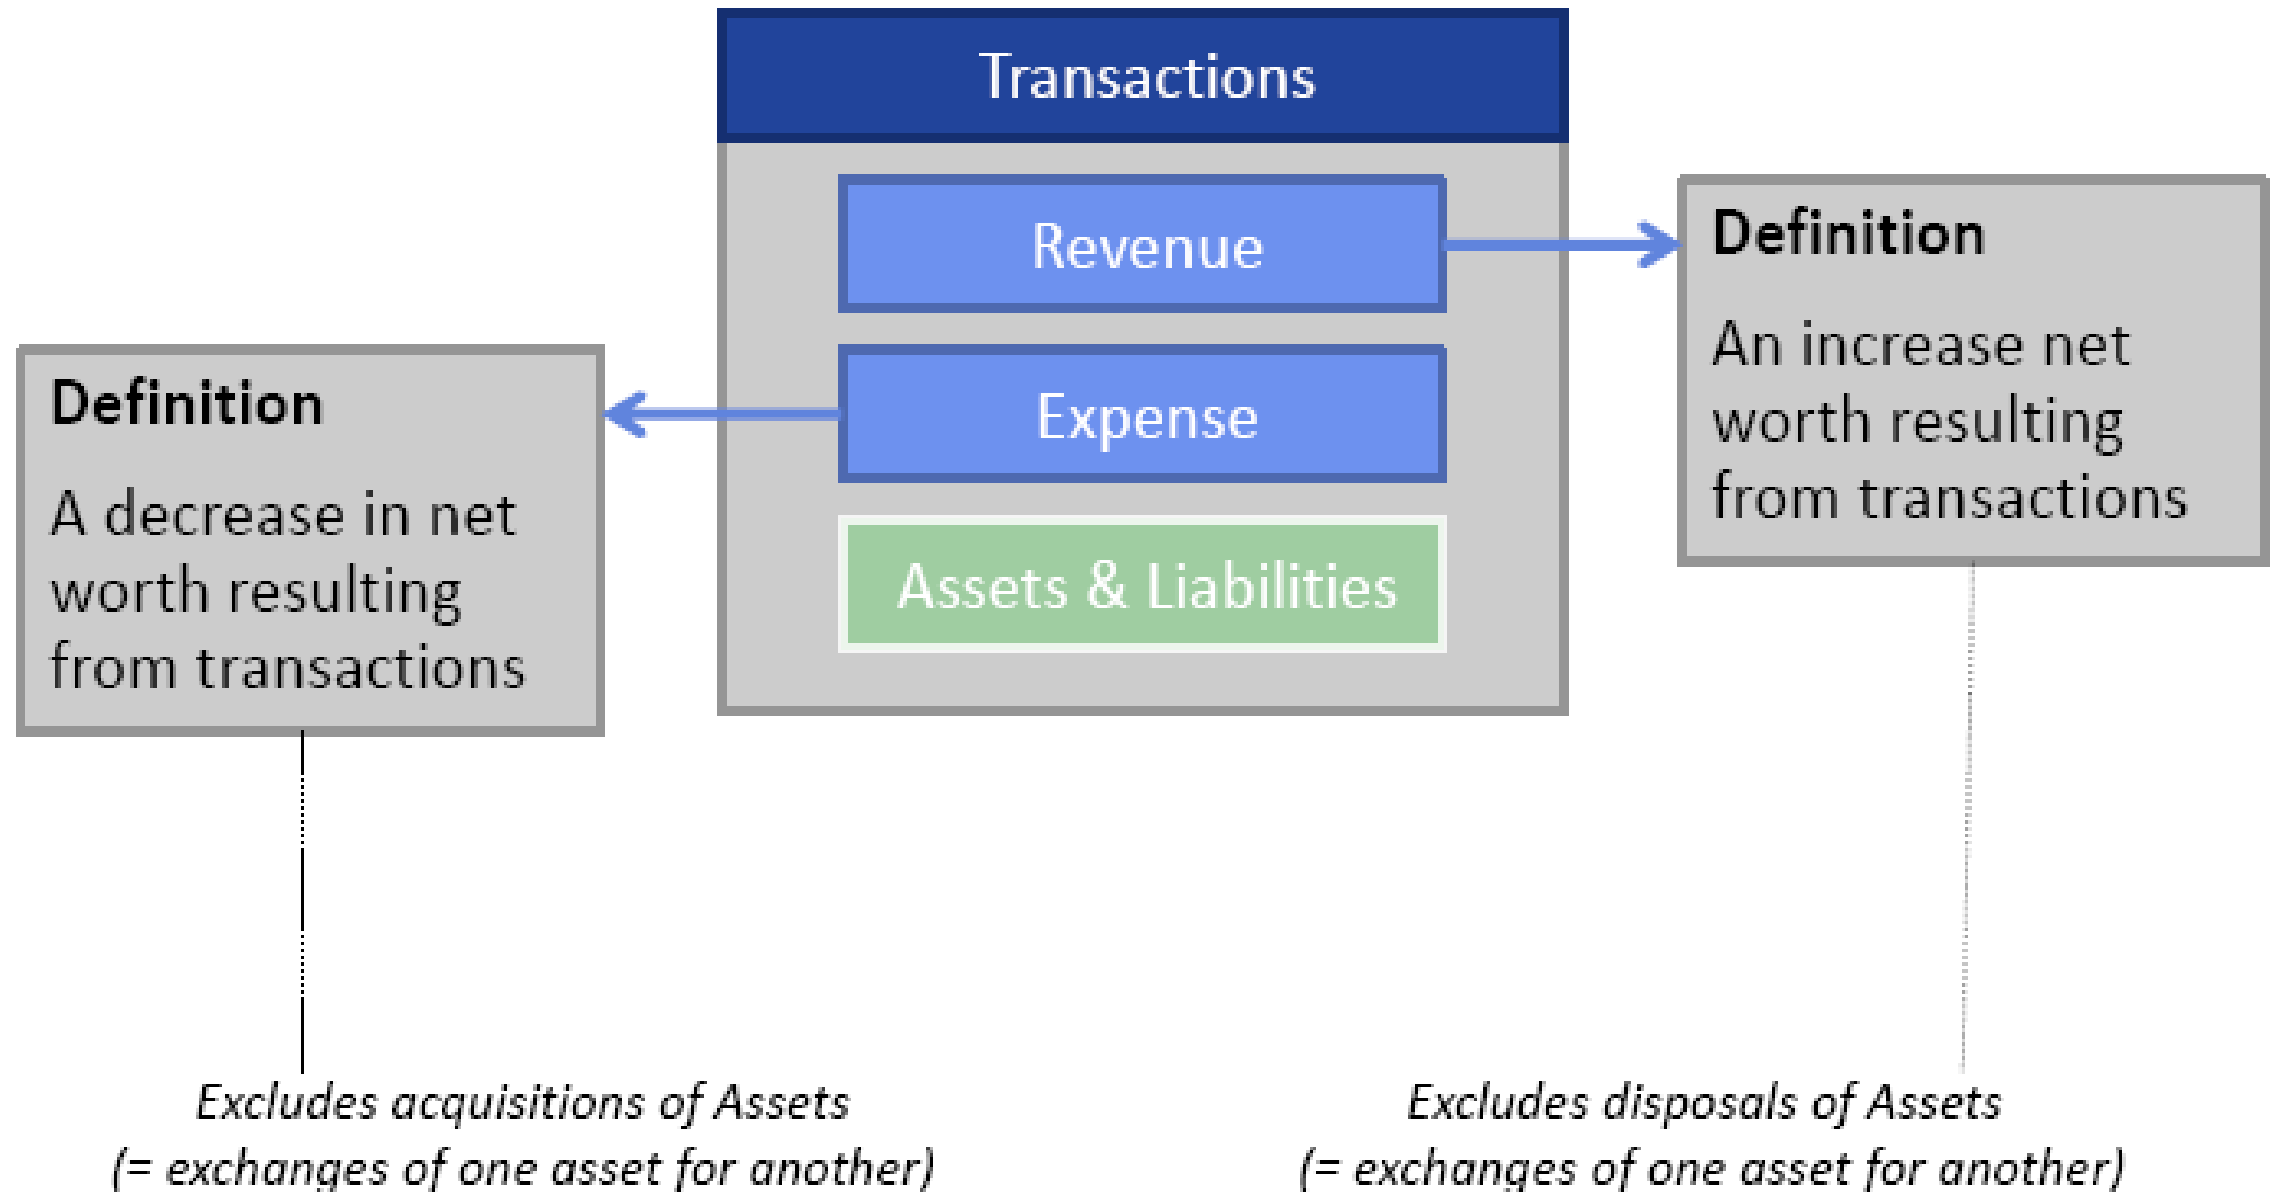 Transactions
Revenue
Expense
Assets & Liabilities
Definition
An increase net
worth resulting
from transactions
Definition
A decrease in net
worth resulting
from transactions
Excludes acquisitions of Assets
(= exchanges of one asset for another)
Excludes disposals of Assets
(= exchanges of one asset for another)